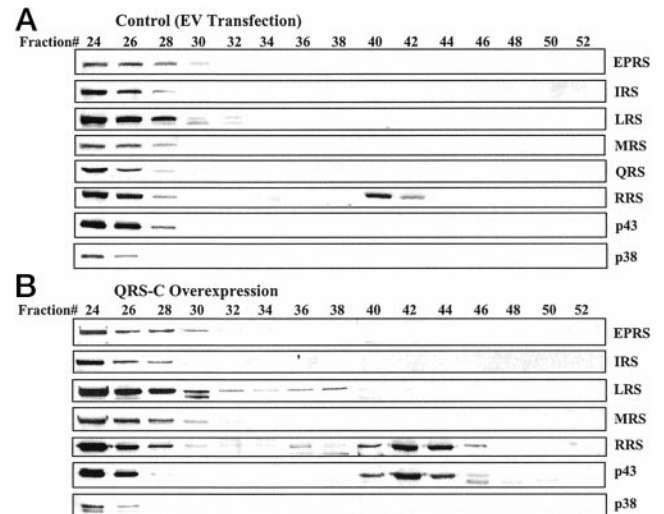 A
Control (EV Transfection)
Fraction# 24 26 28 30 32 34 36 38 40 42 44 46 48 50 52
EPRS
IRS
LRS
MRS
QRS
RRS
p43
p38
B
QRS-C Overexpression
Fraction# 24 26 28 30 32 34 36 38 40 42 44 46 48 50 52
EPRS
IRS
LRS
MRS
RRS
p43
p38